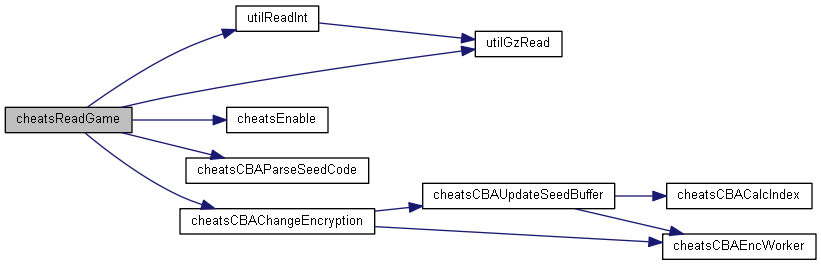 utilReadInt
utilGzRead
cheatsReadGame
cheatsEnable
cheatsCBAParseSeedCode
cheatsCBAUpdateSeedBuffer
cheatsCBACalcIndex
cheatsCBAChangeEncryption
cheatsCBAEncWorker